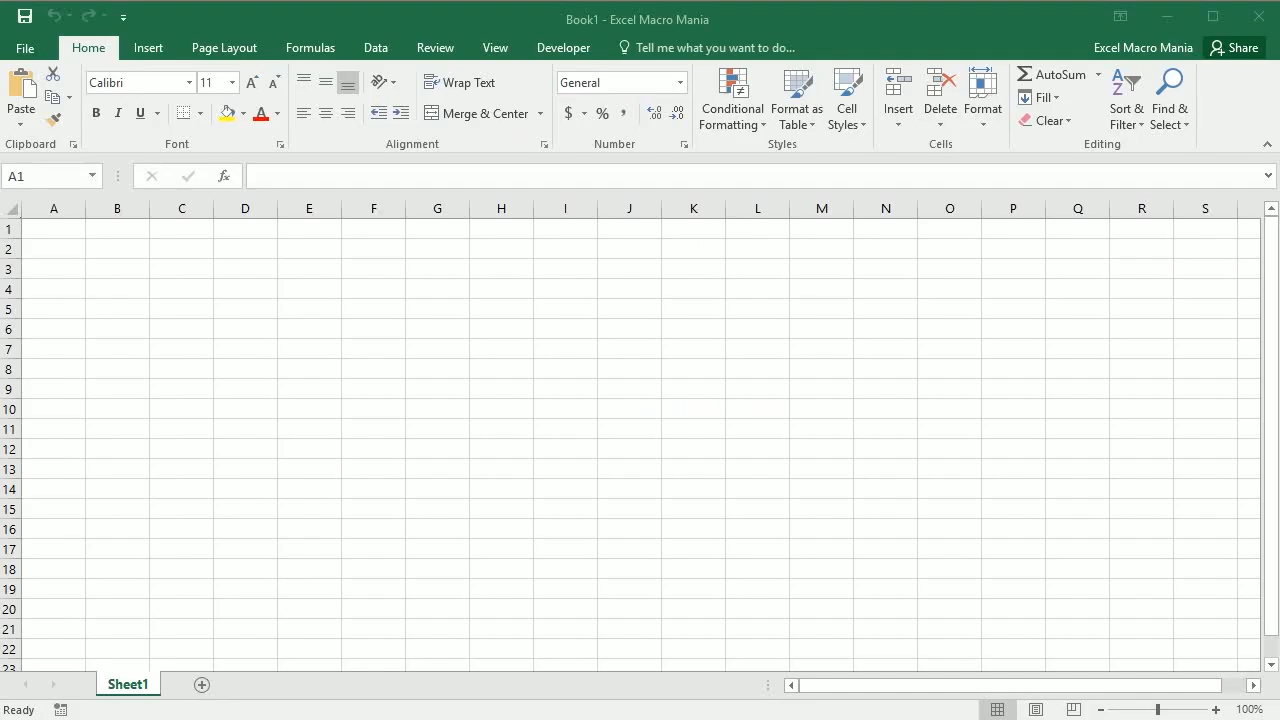 Book1 - Excel Macro Mania
File Home Insert Page Layout Formulas Data Review View Developer Tell me what you want to do... Excel Macro Mania Share
Paste
Clipboard
Calibri 11
B I U A
Font
Wrap Text
Merge & Center
Alignment
General
$ % ,
Number
Conditional Formatting
Format as Table
Cell Styles
Styles
Insert
Delete
Format
Cells
AutoSum
Fill
Clear
Sort & Filter
Find & Select
Editing
A1 fx
A B C D E F G H I J K L M N O P Q R S
1
2
3
4
5
6
7
8
9
10
11
12
13
14
15
16
17
18
19
20
21
22
23
Sheet1
Ready 100%